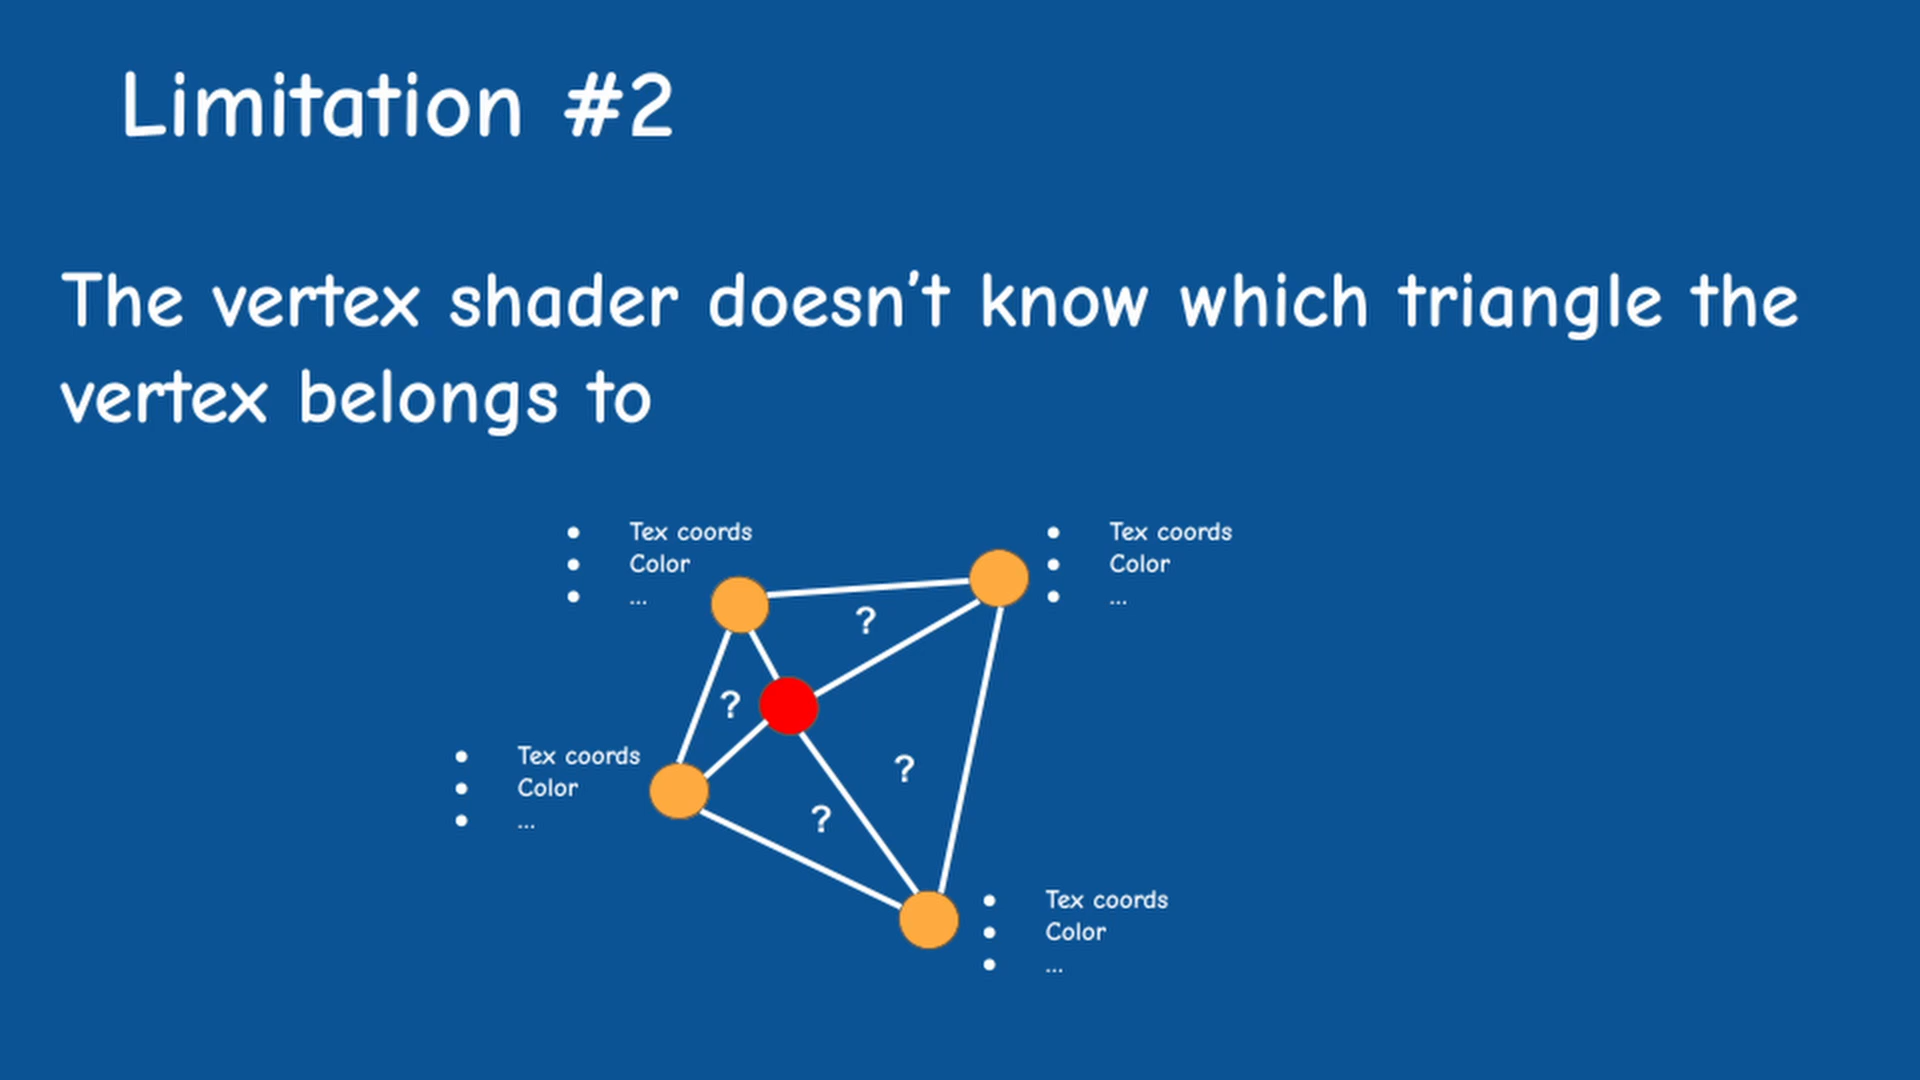 Limitation #2
The vertex shader doesn't know which triangle the
vertex belongs to
• Tex coords
• Color
• ...
• Tex coords
• Color
• ...
?
?
?
?
• Tex coords
• Color
• ...
• Tex coords
• Color
• ...